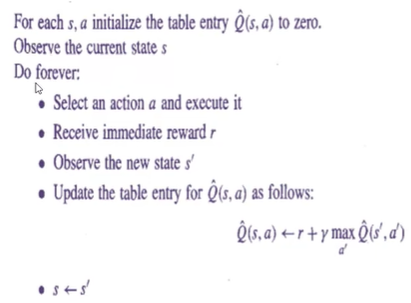 For each s, a initialize the table entry Q̂(s, a) to zero.
Observe the current state s
Do forever:
• Select an action a and execute it
• Receive immediate reward r
• Observe the new state s′
• Update the table entry for Q̂(s, a) as follows:
Q̂(s, a) ← r + γ max Q̂(s′, a′)
a′
• s ← s′